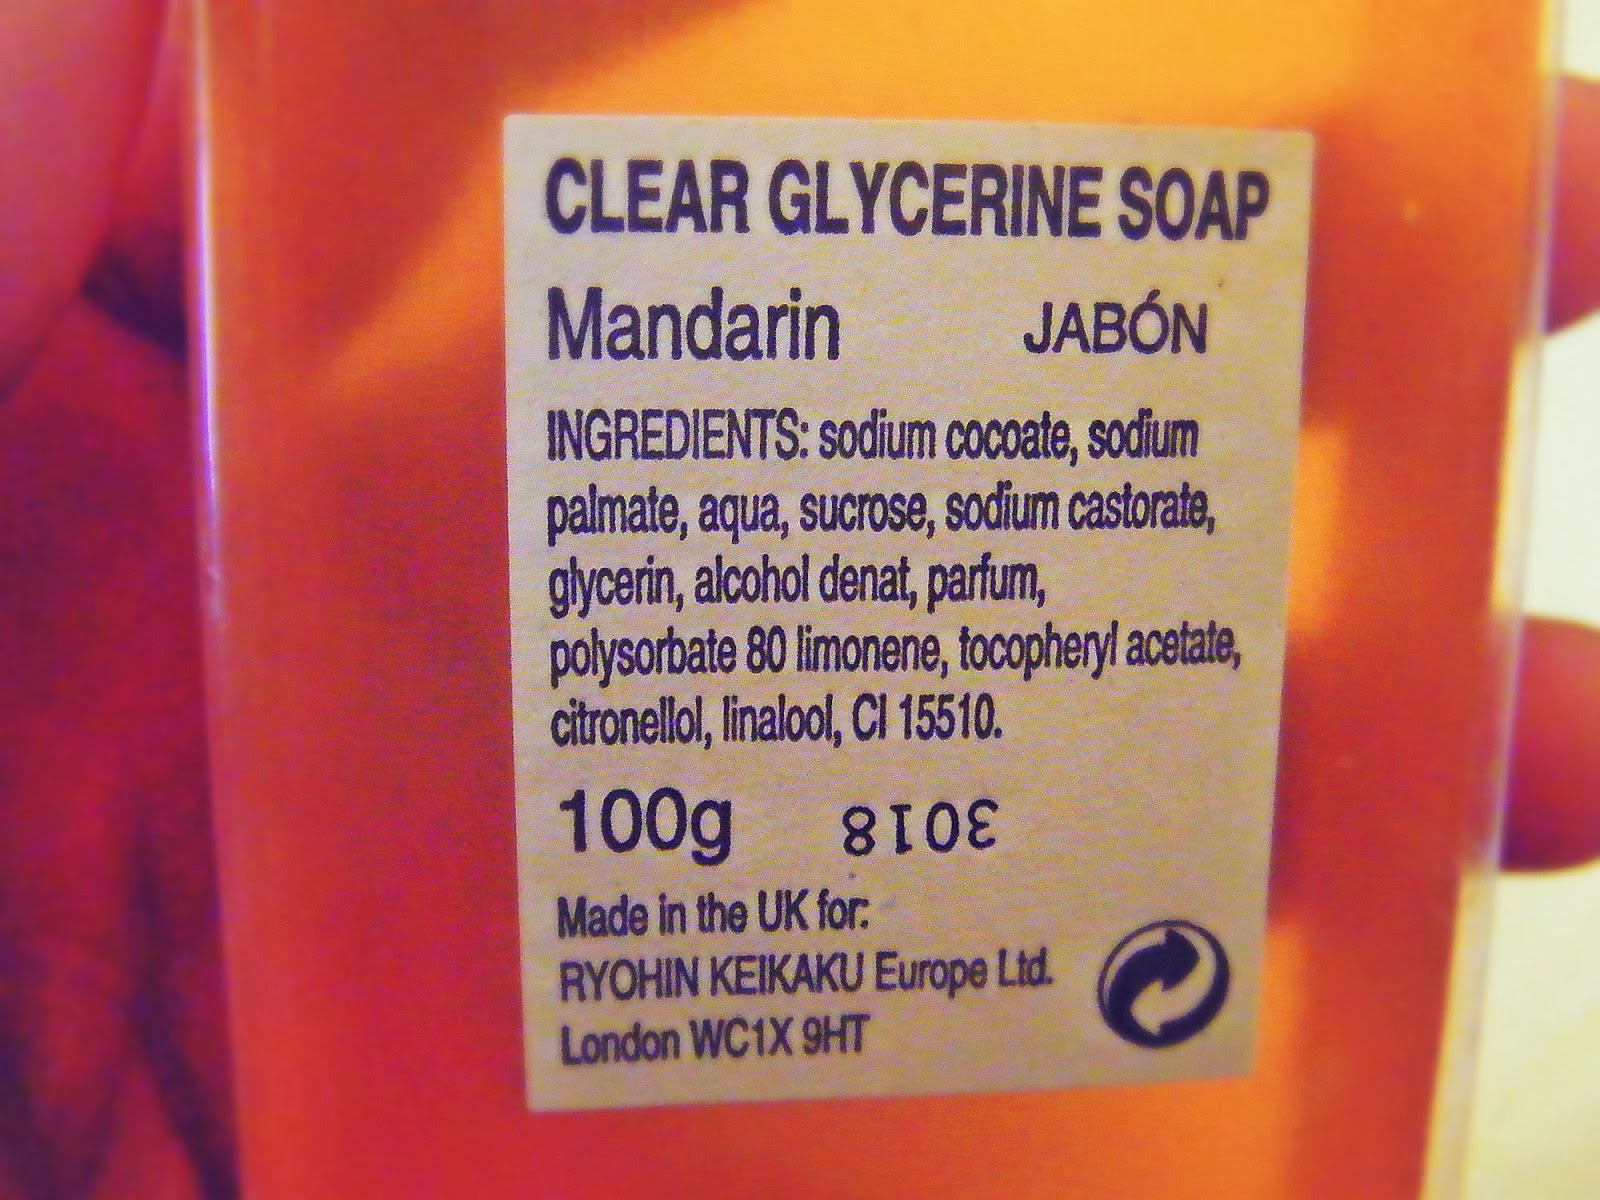 CLEAR GLYCERINE SOAP
Mandarin JABÓN
INGREDIENTS: sodium cocoate, sodium
palmate, aqua, sucrose, sodium castorate,
glycerin, alcohol denat, parfum,
polysorbate 80 limonene, tocopheryl acetate,
citronellol, linalool, CI 15510.
100g 3018
Made in the UK for:
RYOHIN KEIKAKU Europe Ltd.
London WC1X 9HT